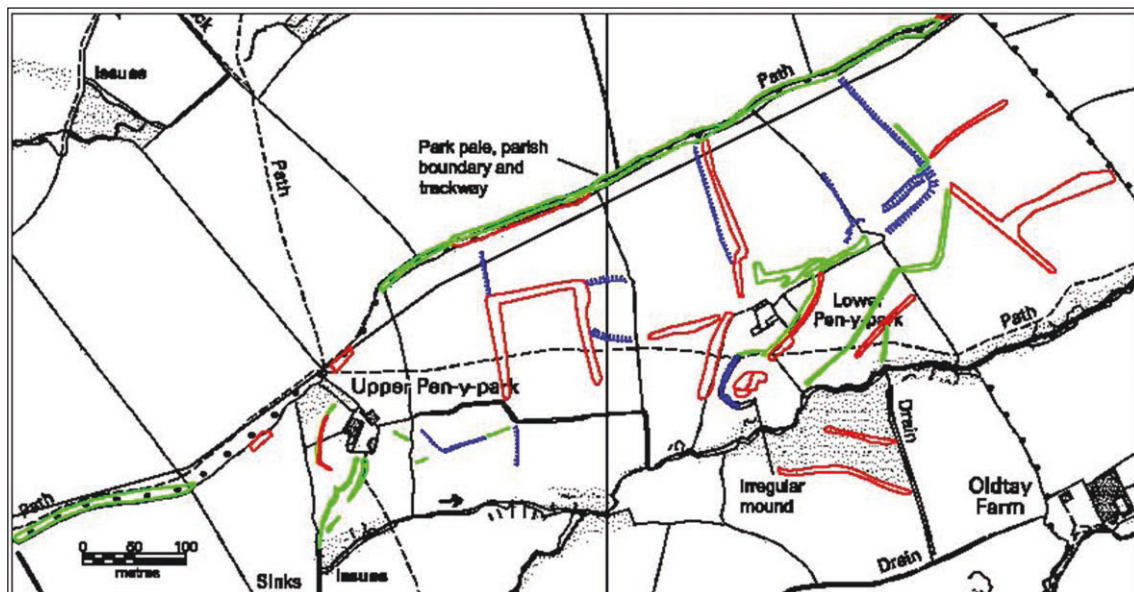 ck
Issues
Path
Path
Park pale, parish
boundary and
trackway
Lower
Pen-y-park
Path
Upper Pen-y-park
Drain
Irregular
mound
Oldtay
Farm
Path
0 50 100
metres
Sinks
Issues
Drain